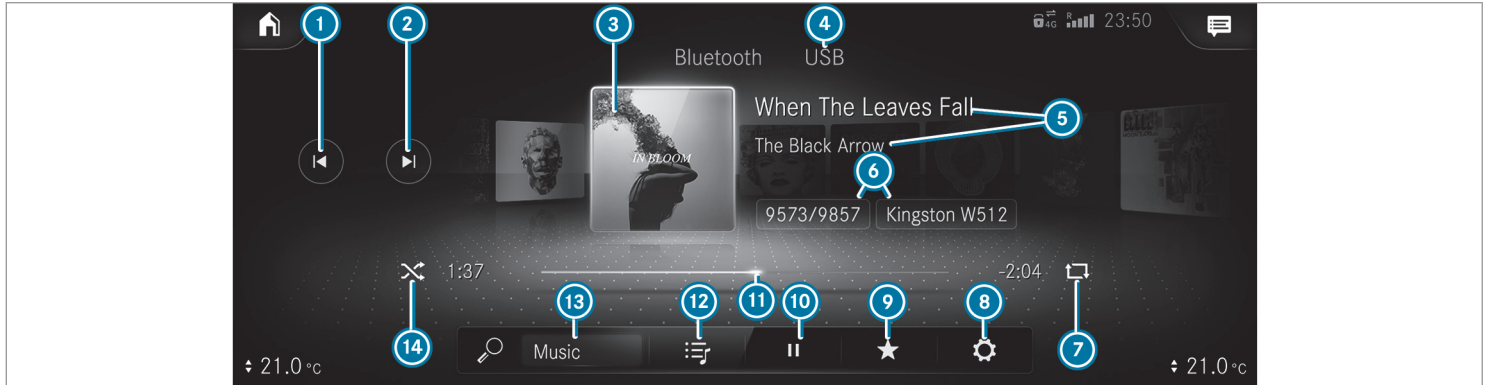 1 2 3 4
4G R 23:50
Bluetooth USB
When The Leaves Fall
5
The Black Arrow
IN BLOOM
6
9573/9857 Kingston W512
1:37 -2:04
14 13 12 11 10 9 8 7
Music
21.0 °C 21.0 °C